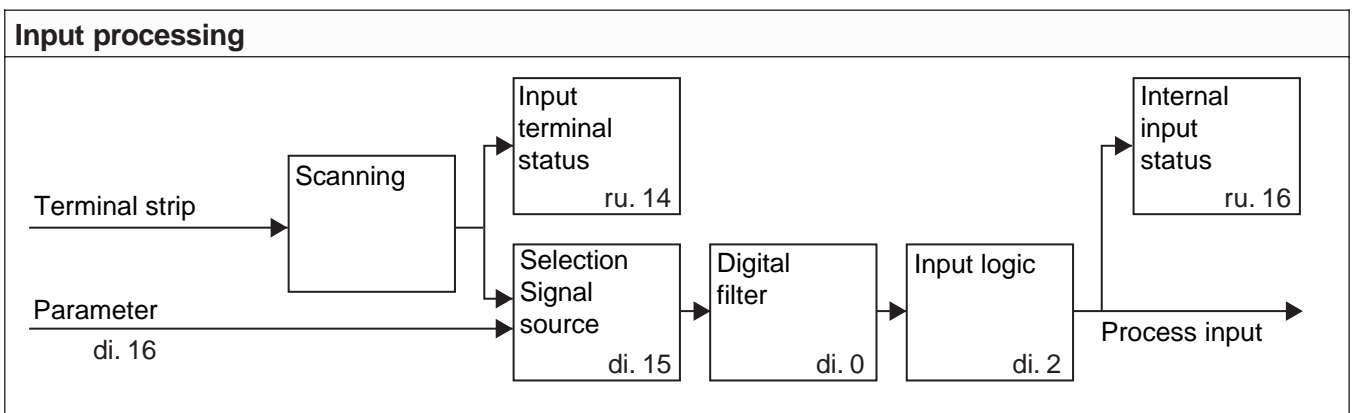 Input processing
Input
terminal
status
ru. 14
Internal
input
status
ru. 16
Scanning
Terminal strip
Selection
Signal
source
di. 15
Digital
filter
di. 0
Input logic
di. 2
Parameter
di. 16
Process input